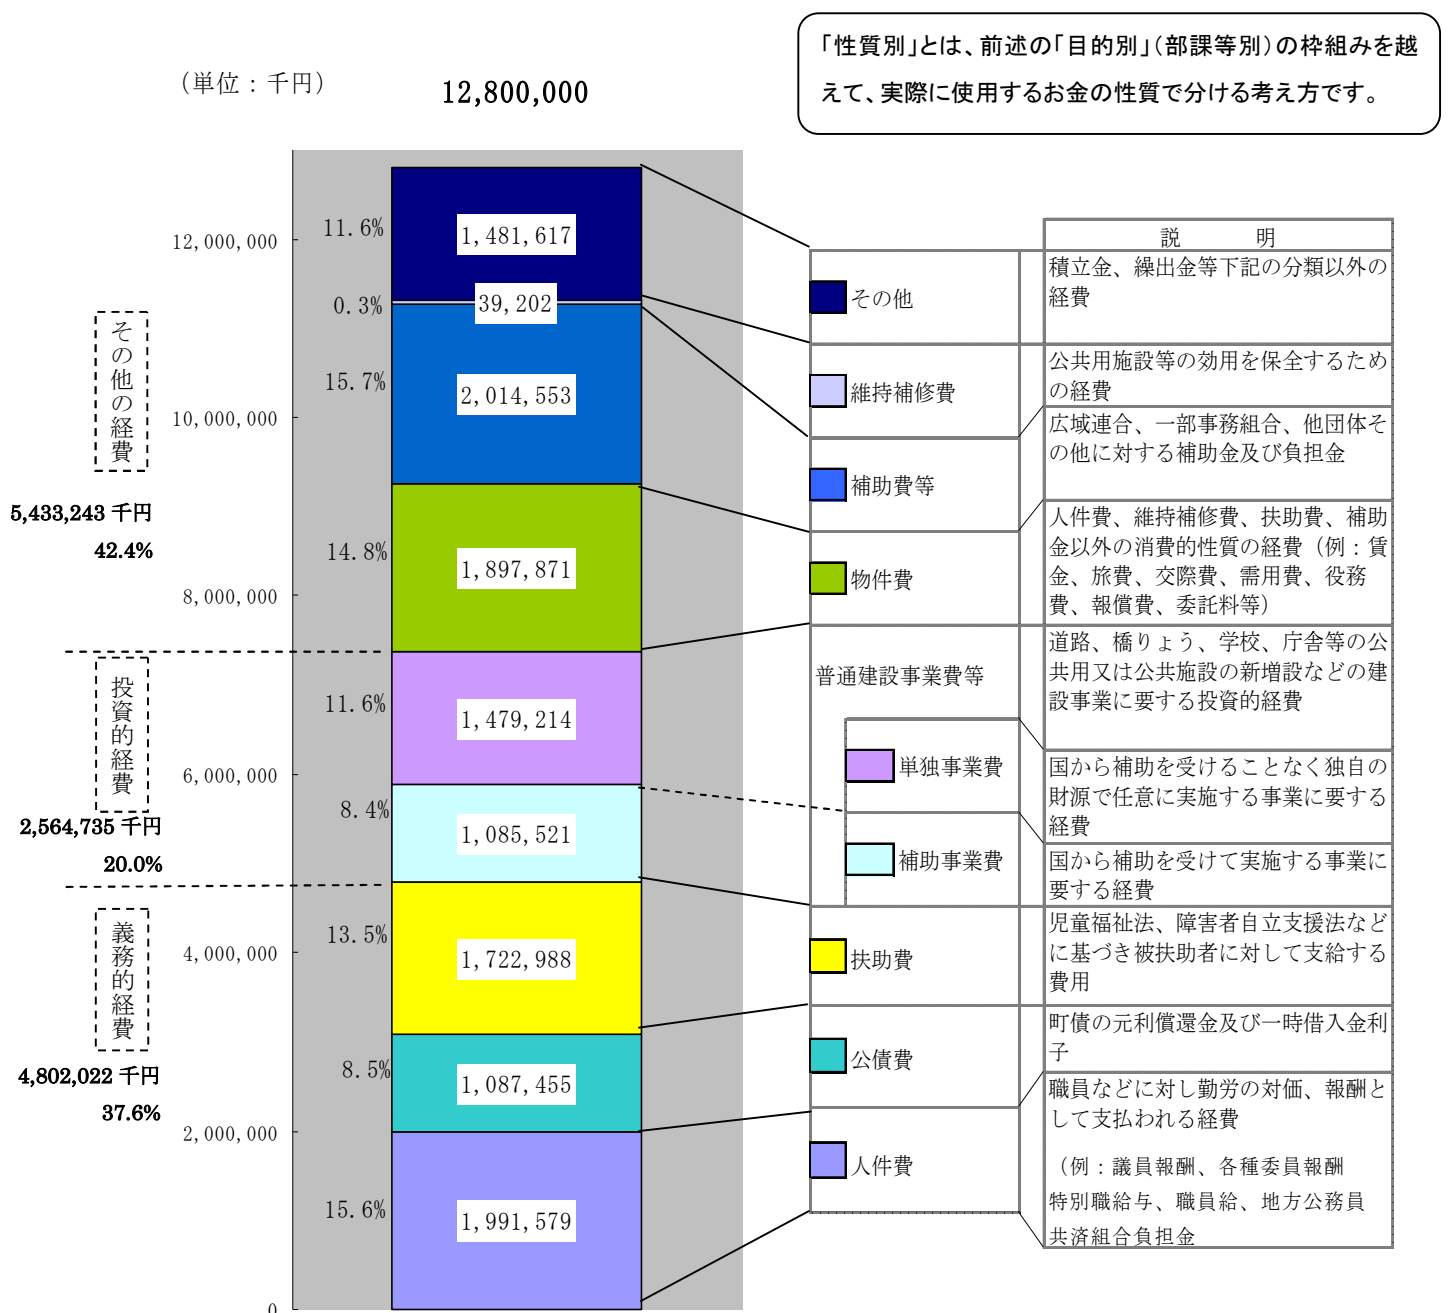 「性質別」とは、前述の「目的別」（部課等別）の枠組みを越
えて、実際に使用するお金の性質で分ける考え方です。
（単位：千円）
12,800,000
12,000,000
10,000,000
8,000,000
6,000,000
4,000,000
2,000,000
0
その他の経費
5,433,243 千円
42.4%
投資的経費
2,564,735 千円
20.0%
義務的経費
4,802,022 千円
37.6%
11.6%
1,481,617
0.3%
39,202
15.7%
2,014,553
14.8%
1,897,871
11.6%
1,479,214
8.4%
1,085,521
13.5%
1,722,988
8.5%
1,087,455
15.6%
1,991,579
説　　　明
その他
積立金、繰出金等下記の分類以外の
経費
維持補修費
公共用施設等の効用を保全するため
の経費
補助費等
広域連合、一部事務組合、他団体そ
の他に対する補助金及び負担金
物件費
人件費、維持補修費、扶助費、補助
金以外の消費的性質の経費（例：賃
金、旅費、交際費、需用費、役務
費、報償費、委託料等）
普通建設事業費等
道路、橋りょう、学校、庁舎等の公
共用又は公共施設の新増設などの建
設事業に要する投資的経費
単独事業費
国から補助を受けることなく独自の
財源で任意に実施する事業に要する
経費
補助事業費
国から補助を受けて実施する事業に
要する経費
扶助費
児童福祉法、障害者自立支援法など
に基づき被扶助者に対して支給する
費用
公債費
町債の元利償還金及び一時借入金利
子
人件費
職員などに対し勤労の対価、報酬と
して支払われる経費
（例：議員報酬、各種委員報酬
特別職給与、職員給、地方公務員
共済組合負担金